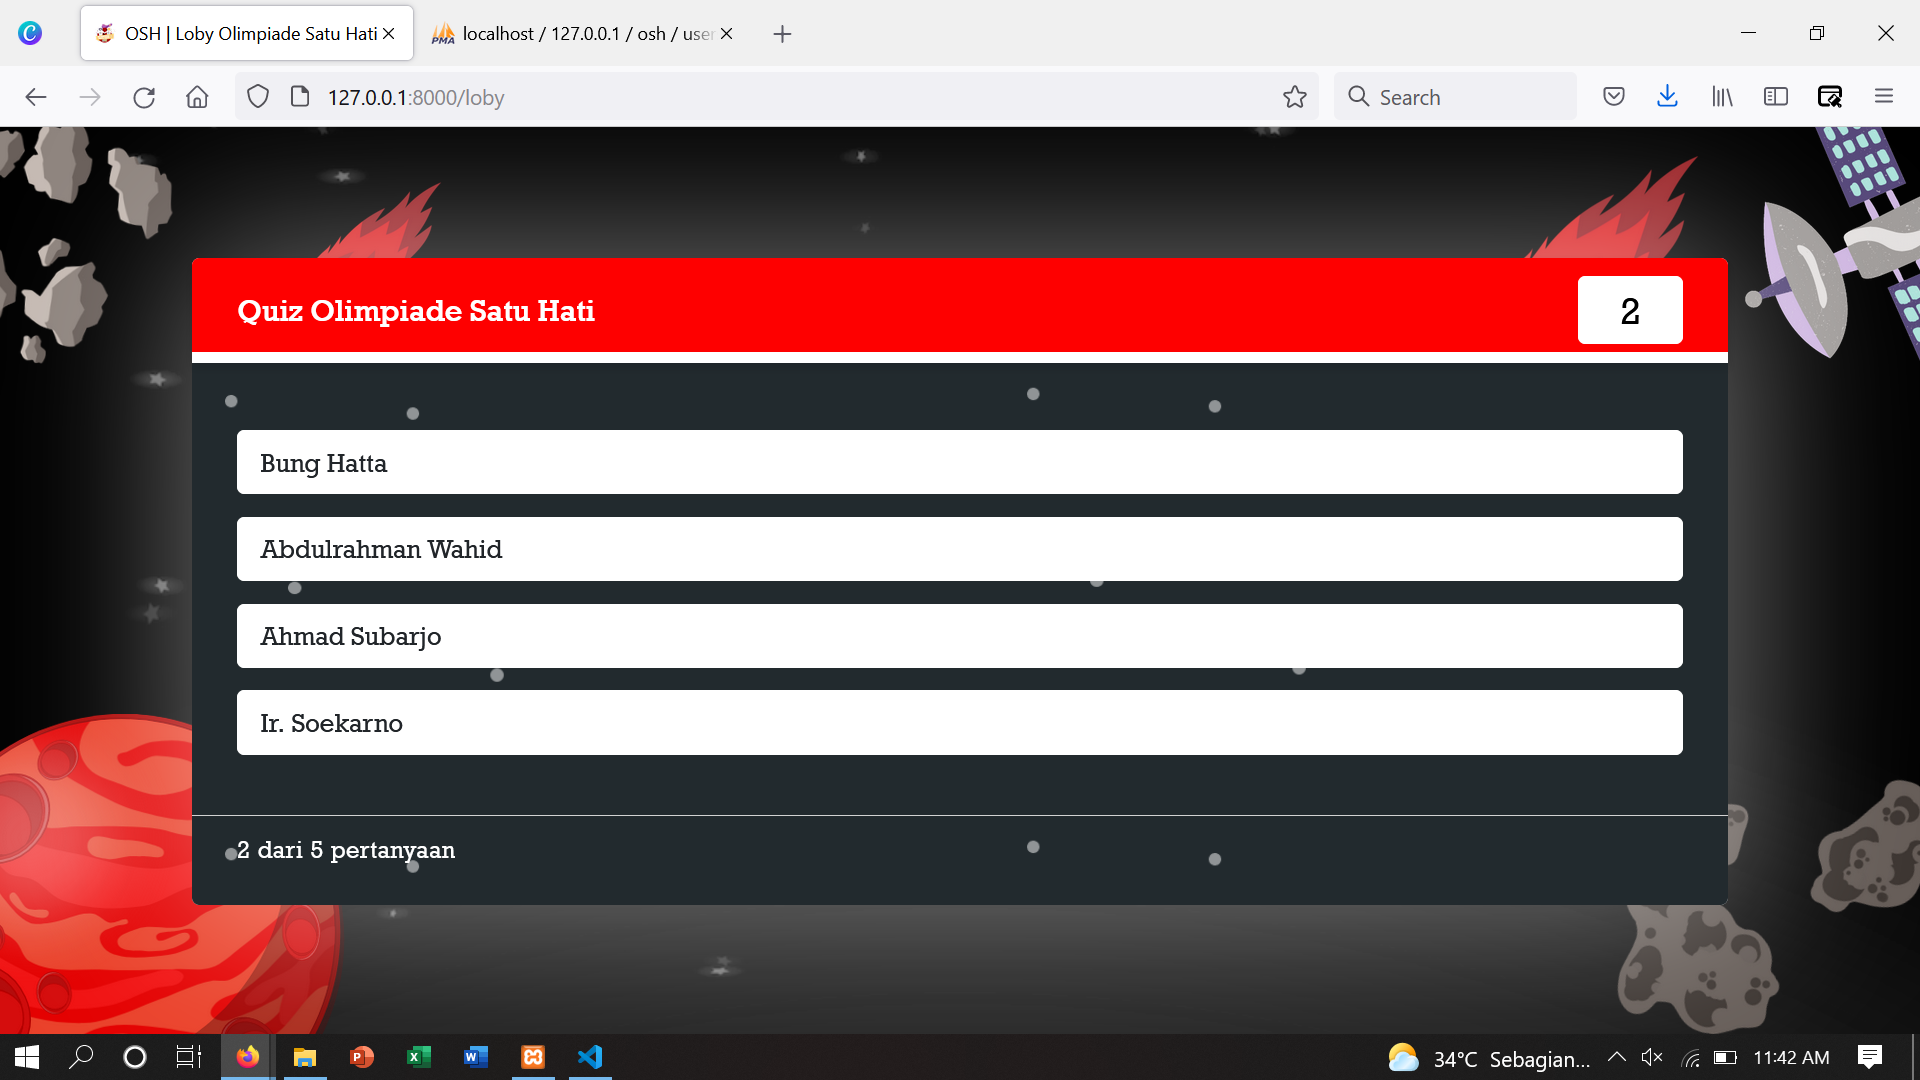 OSH | Loby Olimpiade Satu Hati
PMA localhost / 127.0.0.1 / osh / user
127.0.0.1:8000/loby
Search
Quiz Olimpiade Satu Hati
2
Bung Hatta
Abdulrahman Wahid
Ahmad Subarjo
Ir. Soekarno
2 dari 5 pertanyaan
34°C Sebagian... 11:42 AM